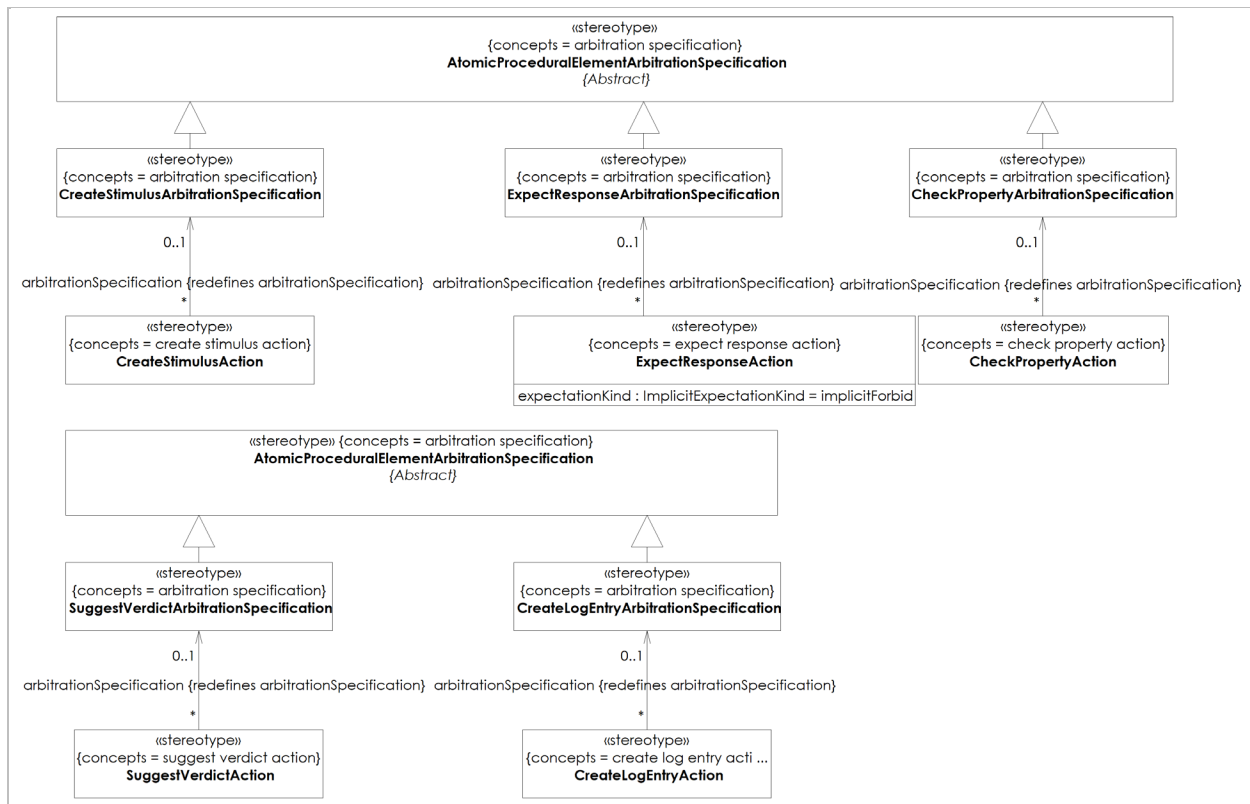 «stereotype»
{concepts = arbitration specification}
AtomicProceduralElementArbitrationSpecification
{Abstract}
«stereotype»
{concepts = arbitration specification}
CreateStimulusArbitrationSpecification
«stereotype»
{concepts = arbitration specification}
ExpectResponseArbitrationSpecification
«stereotype»
{concepts = arbitration specification}
CheckPropertyArbitrationSpecification
0..1
0..1
0..1
arbitrationSpecification {redefines arbitrationSpecification}
arbitrationSpecification {redefines arbitrationSpecification}
arbitrationSpecification {redefines arbitrationSpecification}
*
*
*
«stereotype»
{concepts = create stimulus action}
CreateStimulusAction
«stereotype»
{concepts = expect response action}
ExpectResponseAction
expectationKind : ImplicitExpectationKind = implicitForbid
«stereotype»
{concepts = check property action}
CheckPropertyAction
«stereotype» {concepts = arbitration specification}
AtomicProceduralElementArbitrationSpecification
{Abstract}
«stereotype»
{concepts = arbitration specification}
SuggestVerdictArbitrationSpecification
«stereotype»
{concepts = arbitration specification}
CreateLogEntryArbitrationSpecification
0..1
0..1
arbitrationSpecification {redefines arbitrationSpecification}
arbitrationSpecification {redefines arbitrationSpecification}
*
*
«stereotype»
{concepts = suggest verdict action}
SuggestVerdictAction
«stereotype»
{concepts = create log entry acti ...
CreateLogEntryAction